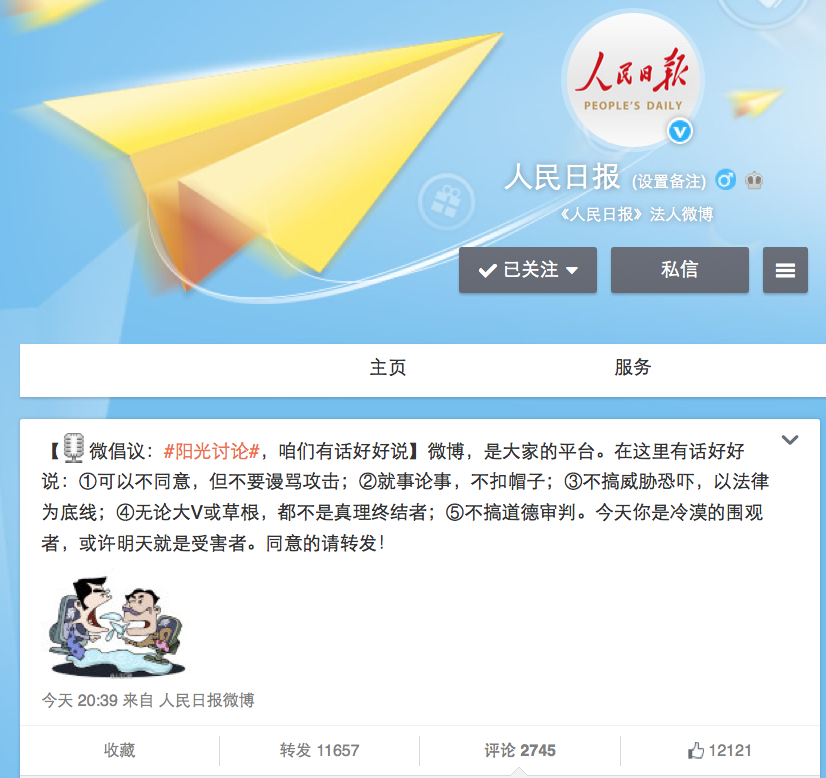 人民日报
PEOPLE'S DAILY
人民日报 (设置备注)
《人民日报》法人微博
已关注
私信
主页
服务
【微倡议：#阳光讨论#，咱们有话好好说】微博，是大家的平台。在这里有话好好
说：①可以不同意，但不要谩骂攻击；②就事论事，不扣帽子；③不搞威胁恐吓，以法律
为底线；④无论大V或草根，都不是真理终结者；⑤不搞道德审判。今天你是冷漠的围观
者，或许明天就是受害者。同意的请转发！
今天 20:39 来自 人民日报微博
收藏
转发 11657
评论 2745
12121